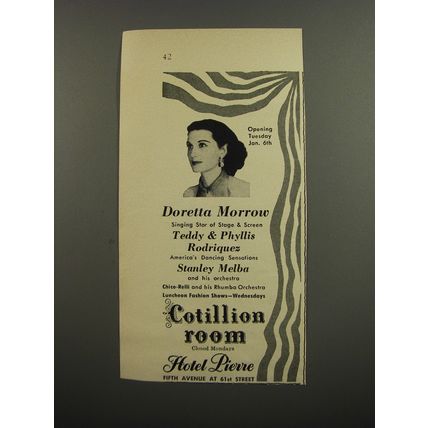 42
Opening
Tuesday
Jan. 6th
Doretta Morrow
Singing Star of Stage & Screen
Teddy & Phyllis
Rodriquez
America's Dancing Sensations
Stanley Melba
and his orchestra
Chico-Relli and his Rhumba Orchestra
Luncheon Fashion Shows—Wednesdays
Cotillion
room
Closed Mondays
Hotel Pierre
FIFTH AVENUE AT 61st STREET